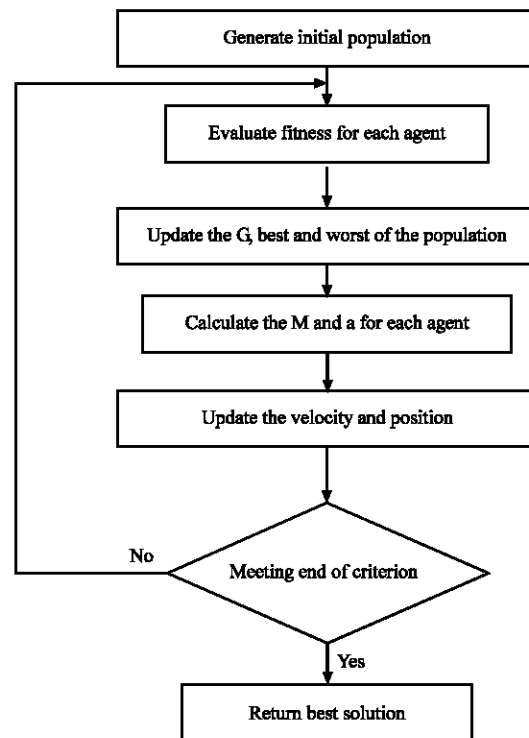 Generate initial population
Evaluate fitness for each agent
Update the G, best and worst of the population
Calculate the M and a for each agent
Update the velocity and position
No
Meeting end of criterion
Yes
Return best solution